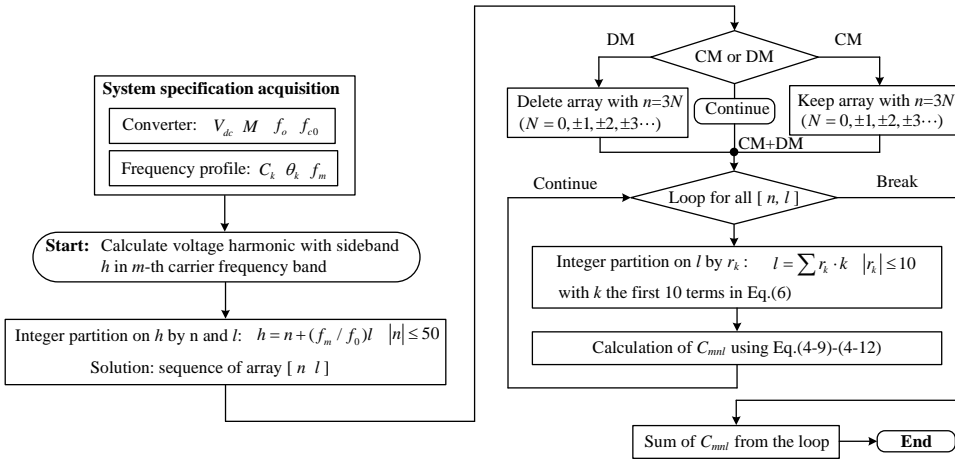 System specification acquisition
Converter: V_dc M f_o f_c0
Frequency profile: C_k θ_k f_m
Start: Calculate voltage harmonic with sideband
h in m-th carrier frequency band
Integer partition on h by n and l: h = n + (f_m / f_0)l |n| ≤ 50
Solution: sequence of array [ n l ]
DM
CM
CM or DM
Delete array with n=3N
(N = 0, ±1, ±2, ±3⋯)
Continue
Keep array with n=3N
(N = 0, ±1, ±2, ±3⋯)
CM+DM
Continue
Break
Loop for all [ n, l ]
Integer partition on l by r_k : l = ∑ r_k · k |r_k| ≤ 10
with k the first 10 terms in Eq.(6)
Calculation of C_mnl using Eq.(4-9)-(4-12)
Sum of C_mnl from the loop
End